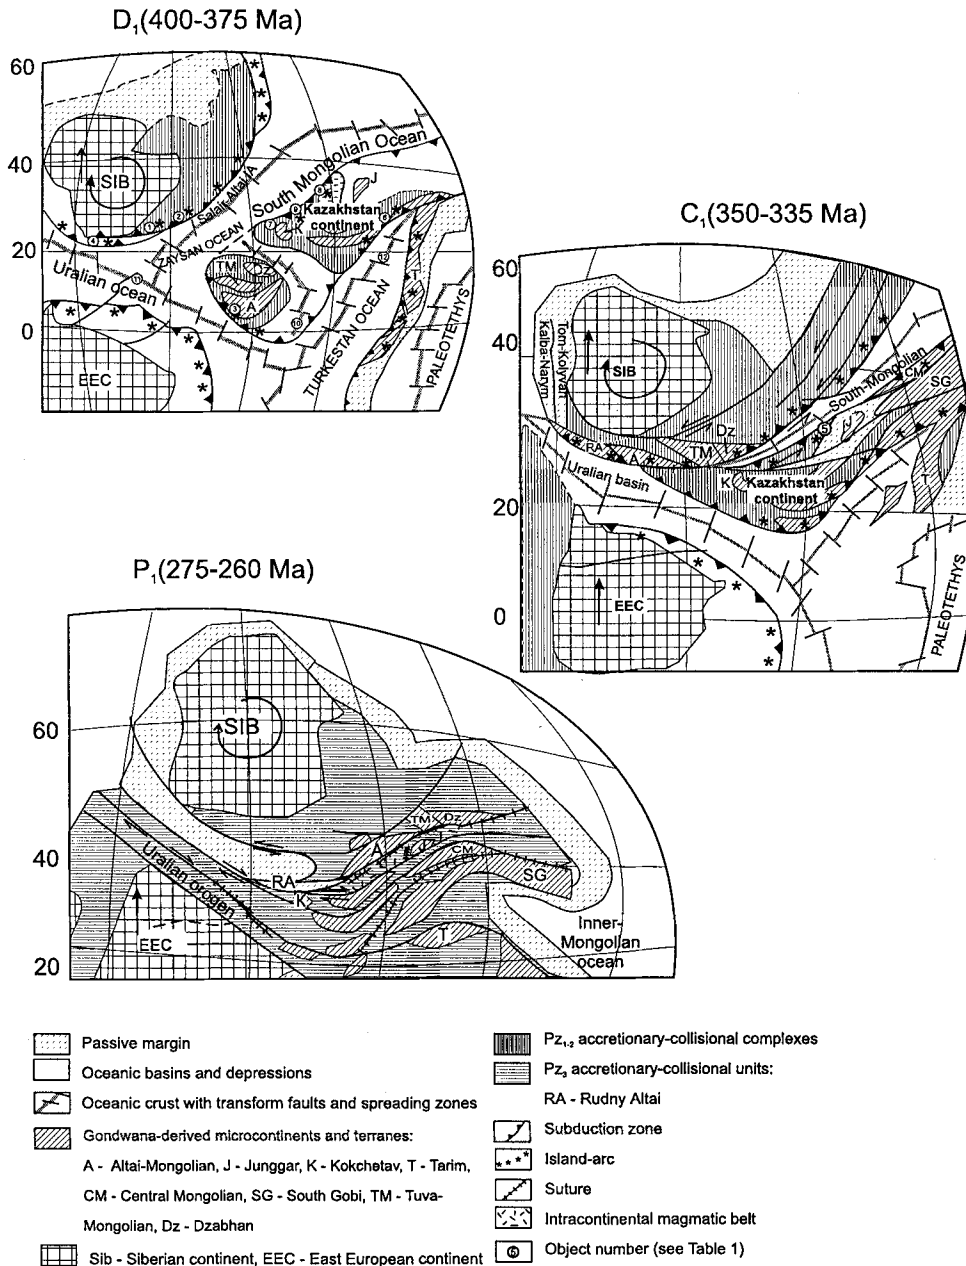 D₁(400-375 Ma)
60
40
20
0
SIB
Salair-Altai IA
South Mongolian Ocean
J
Kazakhstan
continent
K
ZAYSAN OCEAN
TM
Dz
A
T
Uralian ocean
EEC
TURKESTAN OCEAN
PALEOTETHYS
C₁(350-335 Ma)
60
40
20
0
Kalba-Narym
Tom-Kolyvan
SIB
South-Mongolian
CM
SG
Dz
RA
A
TM
J
T
Uralian basin
K
Kazakhstan
continent
EEC
PALEOTETHYS
P₁(275-260 Ma)
60
40
20
SIB
TM
Dz
A
J
CM
SG
RA
K
T
Uralian orogen
EEC
Inner-
Mongolian
ocean
Passive margin
Oceanic basins and depressions
Oceanic crust with transform faults and spreading zones
Gondwana-derived microcontinents and terranes:
A - Altai-Mongolian, J - Junggar, K - Kokchetav, T - Tarim,
CM - Central Mongolian, SG - South Gobi, TM - Tuva-
Mongolian, Dz - Dzabhan
Sib - Siberian continent, EEC - East European continent
Pz₁₋₂ accretionary-collisional complexes
Pz₃ accretionary-collisional units:
RA - Rudny Altai
Subduction zone
Island-arc
Suture
Intracontinental magmatic belt
Object number (see Table 1)